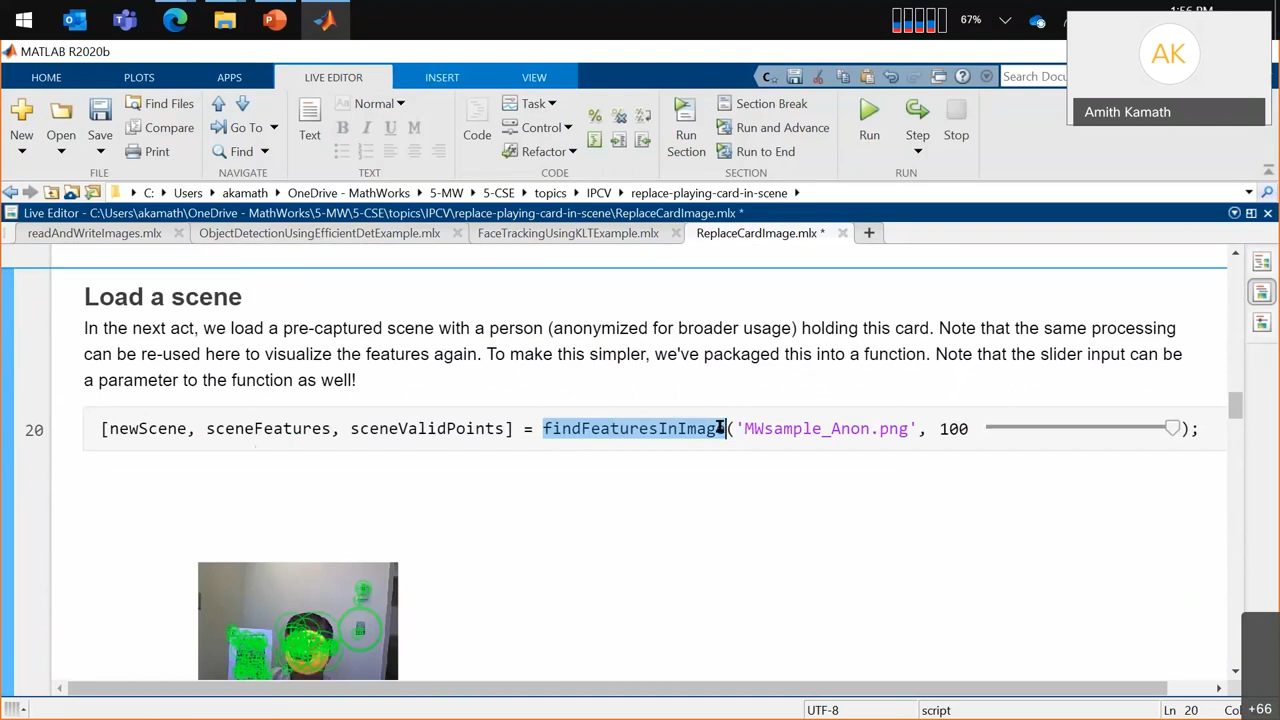 67%
1:56 PM
AK
Amith Kamath
MATLAB R2020b
HOME PLOTS APPS LIVE EDITOR INSERT VIEW
Search Docu
New Open Save Find Files Compare Print
Go To Find
Text Normal
B I U M
Code Task Control Refactor
Run Section Section Break Run and Advance Run to End
Run Step Stop
FILE NAVIGATE TEXT CODE SECTION RUN
C: Users akamath OneDrive - MathWorks 5-MW 5-CSE topics IPCV replace-playing-card-in-scene
Live Editor - C:\Users\akamath\OneDrive - MathWorks\5-MW\5-CSE\topics\IPCV\replace-playing-card-in-scene\ReplaceCardImage.mlx *
readAndWriteImages.mlx ObjectDetectionUsingEfficientDetExample.mlx FaceTrackingUsingKLTExample.mlx ReplaceCardImage.mlx *
Load a scene
In the next act, we load a pre-captured scene with a person (anonymized for broader usage) holding this card. Note that the same processing
can be re-used here to visualize the features again. To make this simpler, we've packaged this into a function. Note that the slider input can be
a parameter to the function as well!
20 [newScene, sceneFeatures, sceneValidPoints] = findFeaturesInImage('MWsample_Anon.png', 100 );
UTF-8 script Ln 20 Co
+66